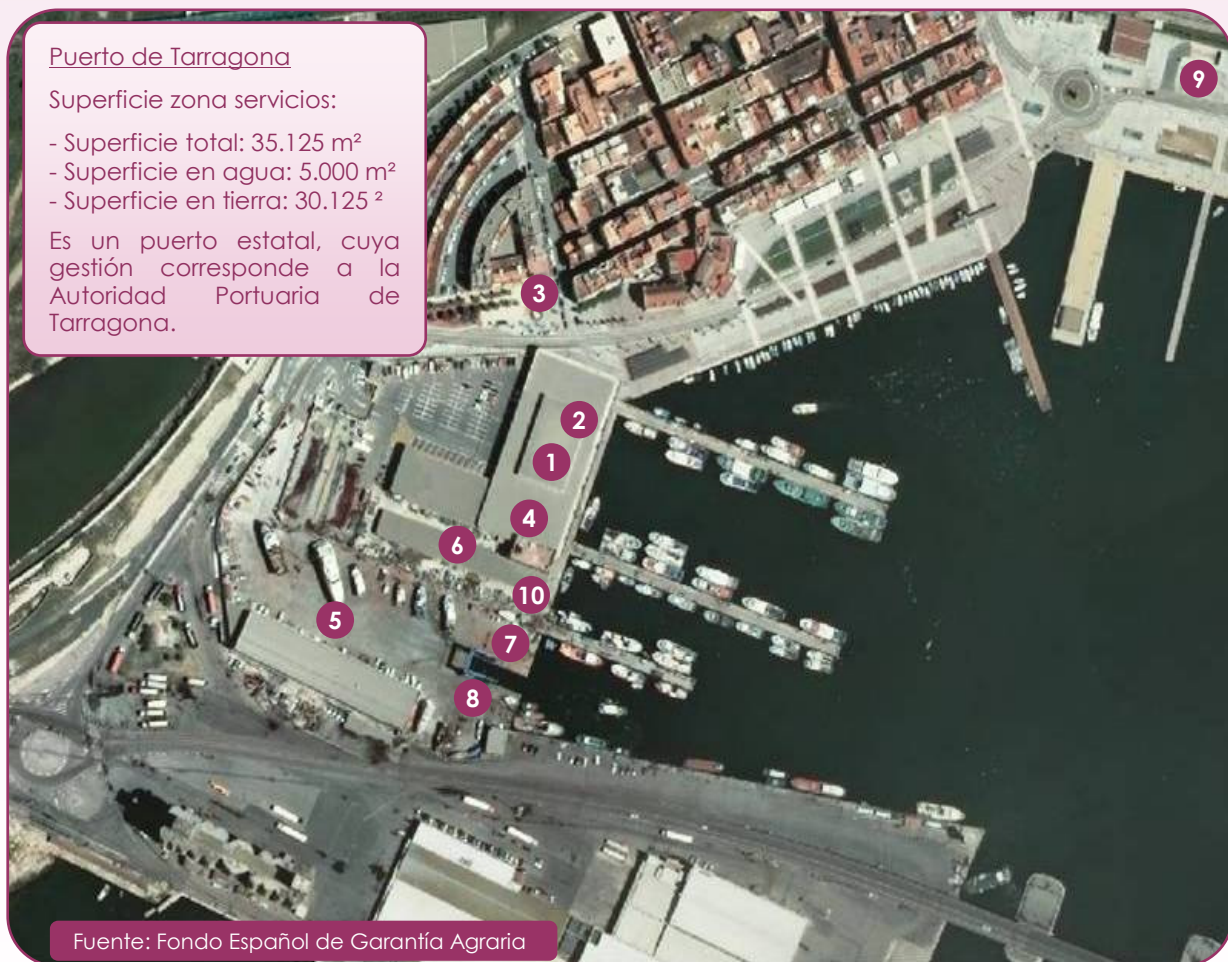 Puerto de Tarragona
Superficie zona servicios:
- Superficie total: 35.125 m²
- Superficie en agua: 5.000 m²
- Superficie en tierra: 30.125 ²
Es un puerto estatal, cuya
gestión corresponde a la
Autoridad Portuaria de
Tarragona.
9
3
2
1
4
6
10
5
7
8
Fuente: Fondo Español de Garantía Agraria